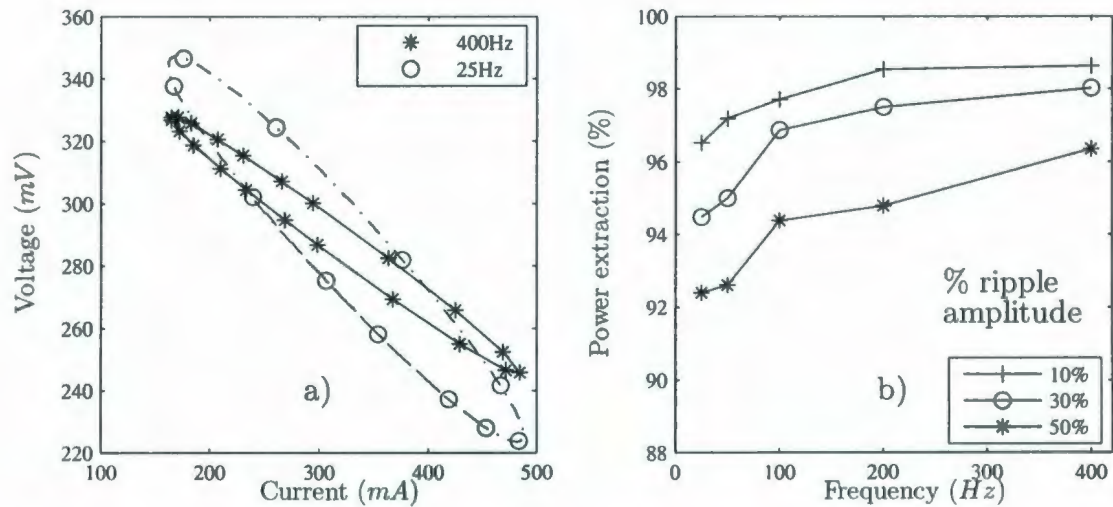 360
340
320
300
280
260
240
220
100
200
300
400
500
Voltage (mV)
Current (mA)
400Hz
25Hz
a)
100
98
96
94
92
90
88
0
100
200
300
400
Power extraction (%)
Frequency (Hz)
% ripple
amplitude
10%
30%
50%
b)